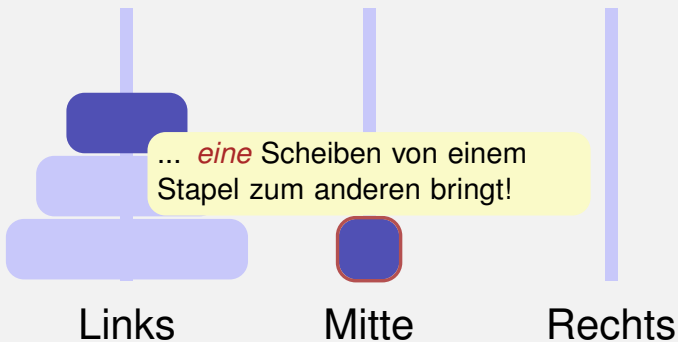 ... eine Scheiben von einem
Stapel zum anderen bringt!
Links Mitte Rechts